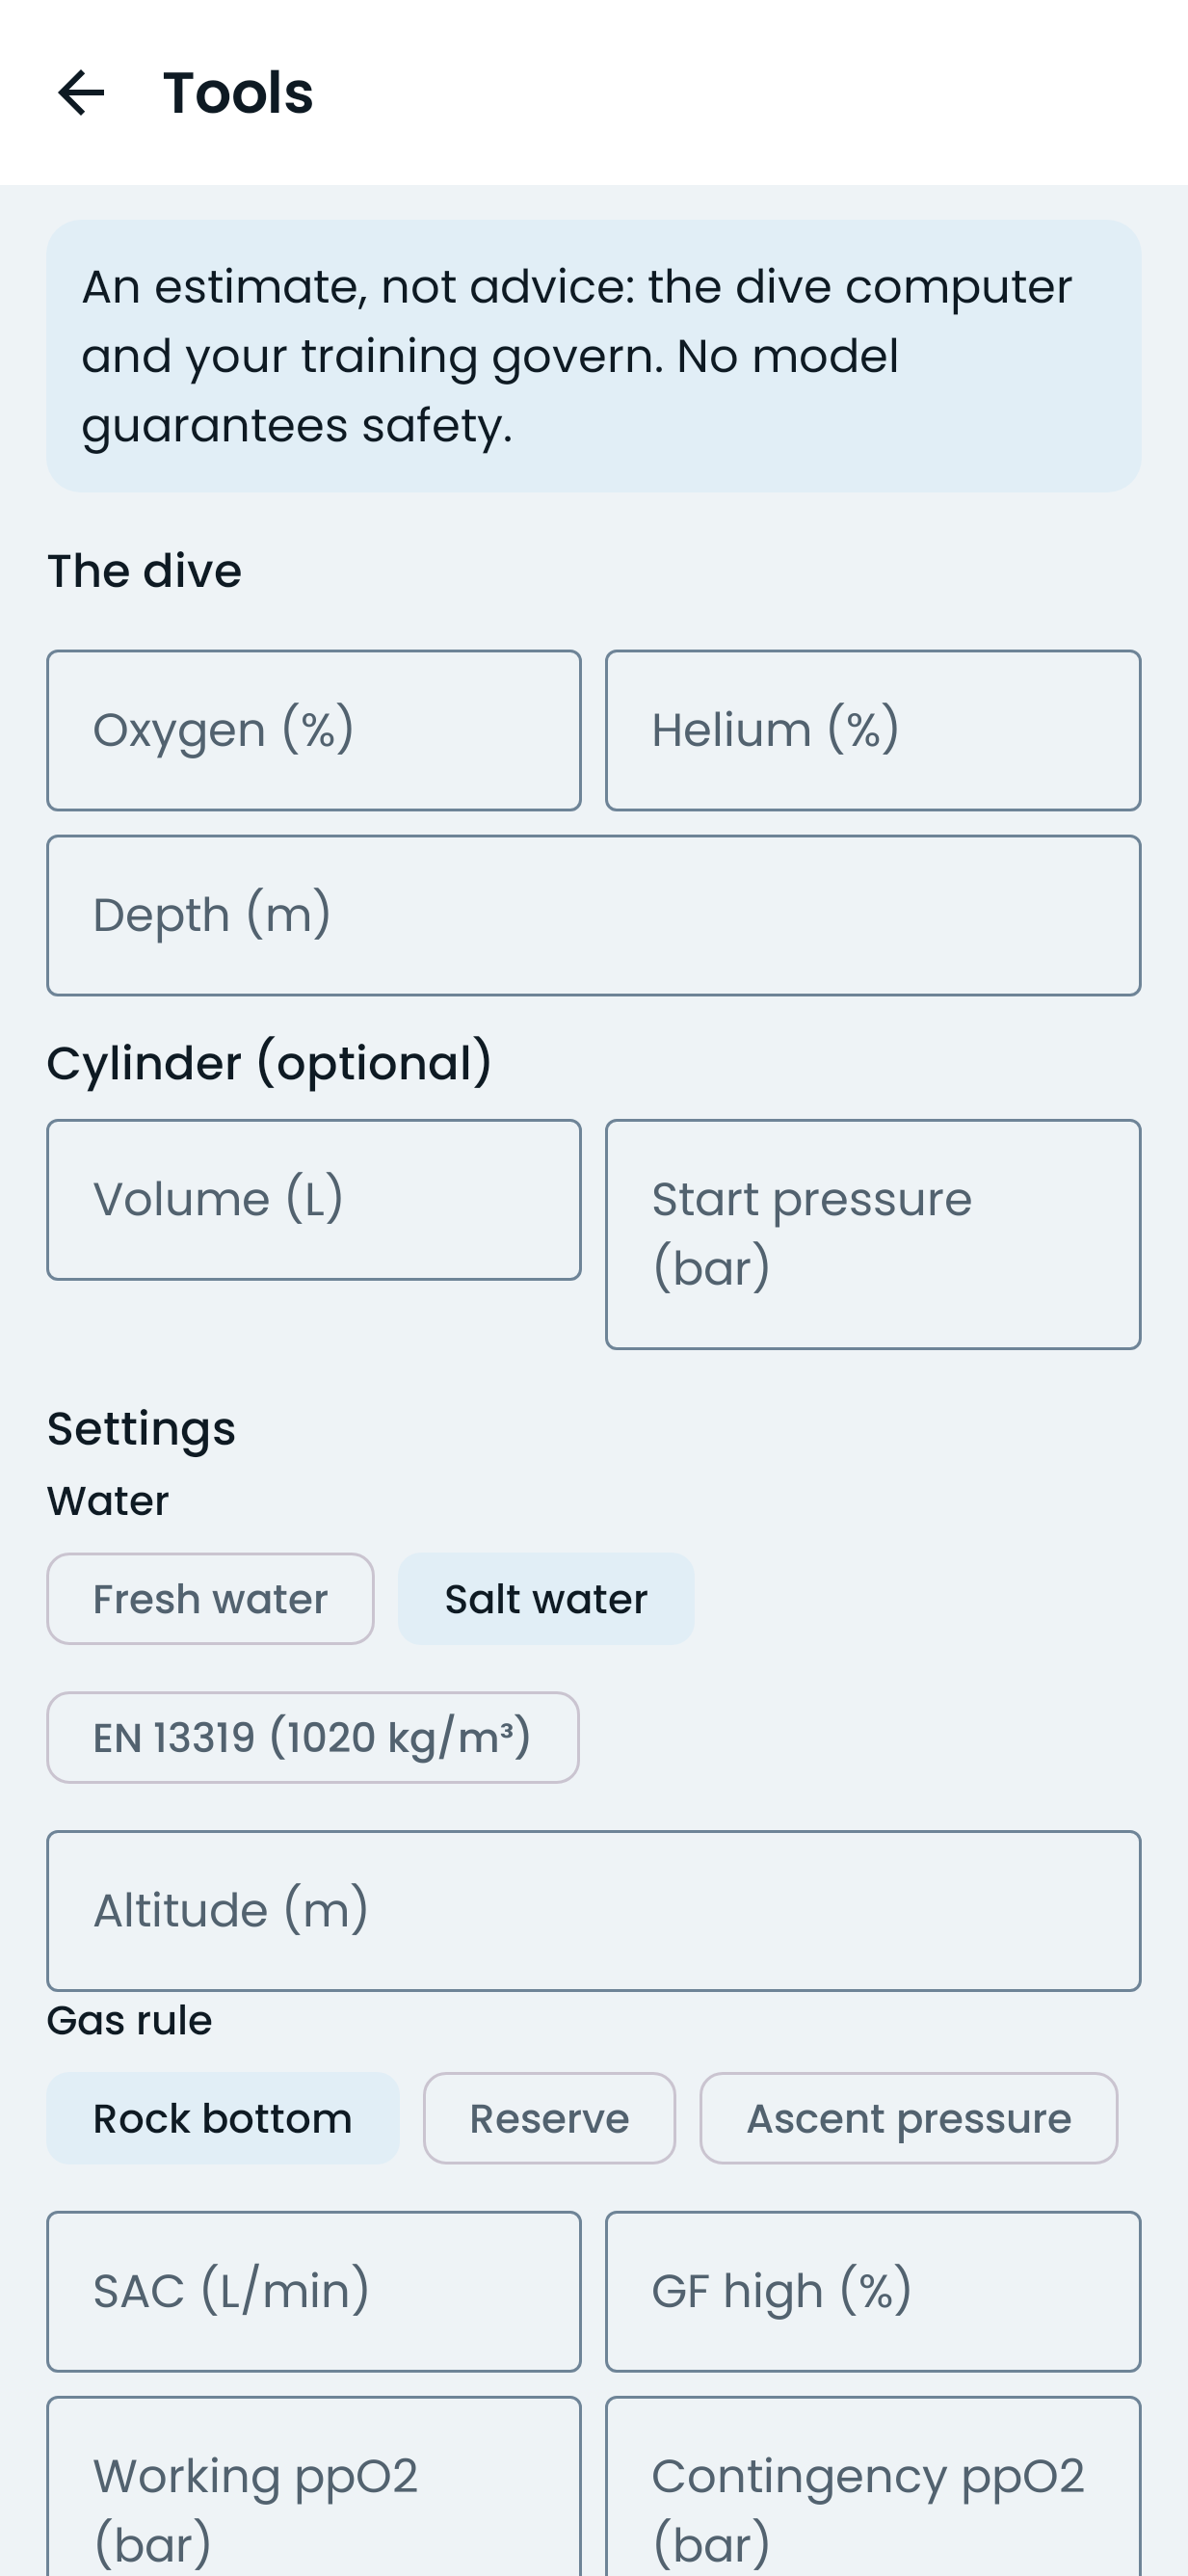 Tools
An estimate, not advice: the dive computer
and your training govern. No model
guarantees safety.
The dive
Oxygen (%)
Helium (%)
Depth (m)
Cylinder (optional)
Volume (L)
Start pressure
(bar)
Settings
Water
Fresh water
Salt water
EN 13319 (1020 kg/m³)
Altitude (m)
Gas rule
Rock bottom
Reserve
Ascent pressure
SAC (L/min)
GF high (%)
Working ppO2
(bar)
Contingency ppO2
(bar)